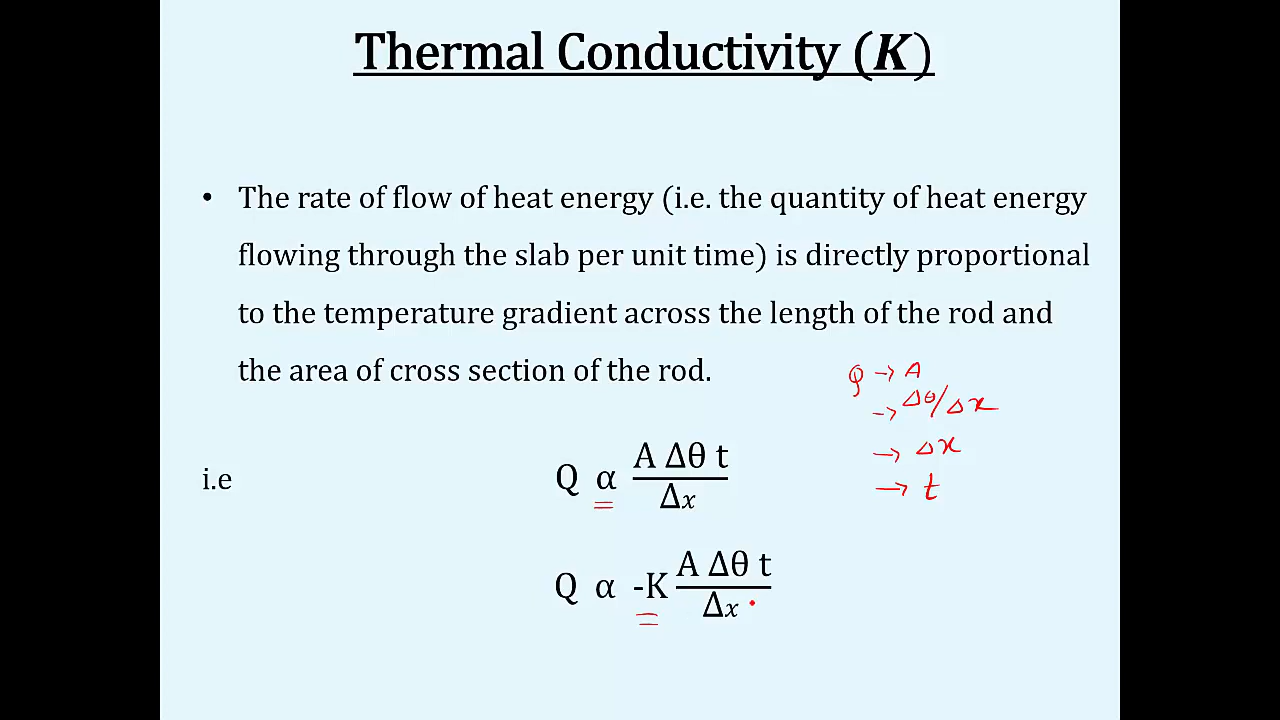 Thermal Conductivity (K)
• The rate of flow of heat energy (i.e. the quantity of heat energy
flowing through the slab per unit time) is directly proportional
to the temperature gradient across the length of the rod and
the area of cross section of the rod.
Q → A
→ Δθ/Δx
→ Δx
→ t
i.e Q α A Δθ t / Δx
Q α -K A Δθ t / Δx